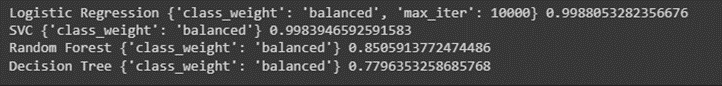 Logistic Regression {'class_weight': 'balanced', 'max_iter': 10000} 0.9988053282356676
SVC {'class_weight': 'balanced'} 0.9983946592591583
Random Forest {'class_weight': 'balanced'} 0.8505913772474486
Decision Tree {'class_weight': 'balanced'} 0.7796353258685768